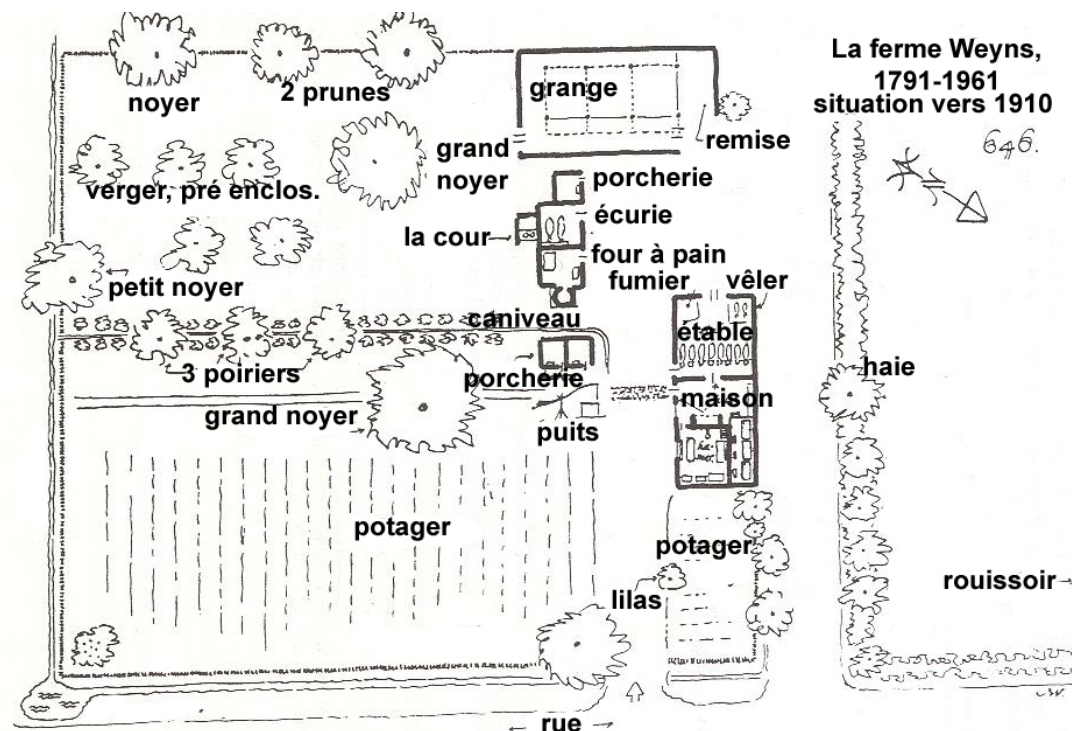 La ferme Weyns,
1791-1961
situation vers 1910
646.
noyer
2 prunes
grange
remise
grand
noyer
verger, pré enclos.
porcherie
écurie
la cour
four à pain
fumier
vêler
petit noyer
caniveau
étable
3 poiriers
porcherie
haie
maison
grand noyer
puits
potager
potager
rouissoir
lilas
rue